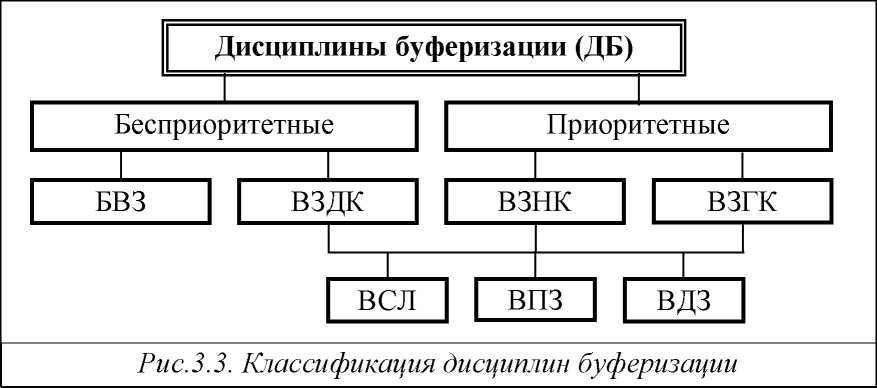 Дисциплины буферизации (ДБ)
Бесприоритетные
Приоритетные
БВЗ
ВЗДК
ВЗНК
ВЗГК
ВСЛ
ВПЗ
ВДЗ
Рис.3.3. Классификация дисциплин буферизации